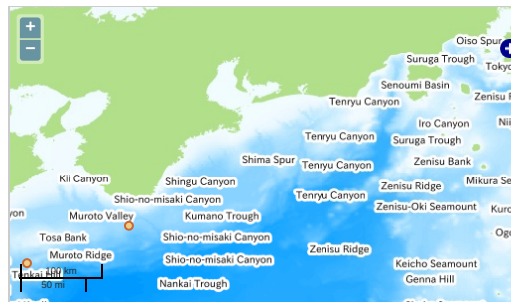 +
−
Oiso Spur
Suruga Trough
Tokyo
Senoumi Basin
Zenisu R
Tenryu Canyon
Iro Canyon
Nii
Tenryu Canyon
Suruga Trough
Shima Spur
Tenryu Canyon
Zenisu Bank
Kii Canyon
Shingu Canyon
Zenisu Ridge
Mikura Se
Shio-no-misaki Canyon
Tenryu Canyon
yon
Muroto Valley
Kumano Trough
Zenisu-Oki Seamount
Kuro
Tosa Bank
Shio-no-misaki Canyon
Ogo
Muroto Ridge
Shio-no-misaki Canyon
Zenisu Ridge
Keicho Seamount
100 km
50 mi
Nankai Trough
Genna Hill